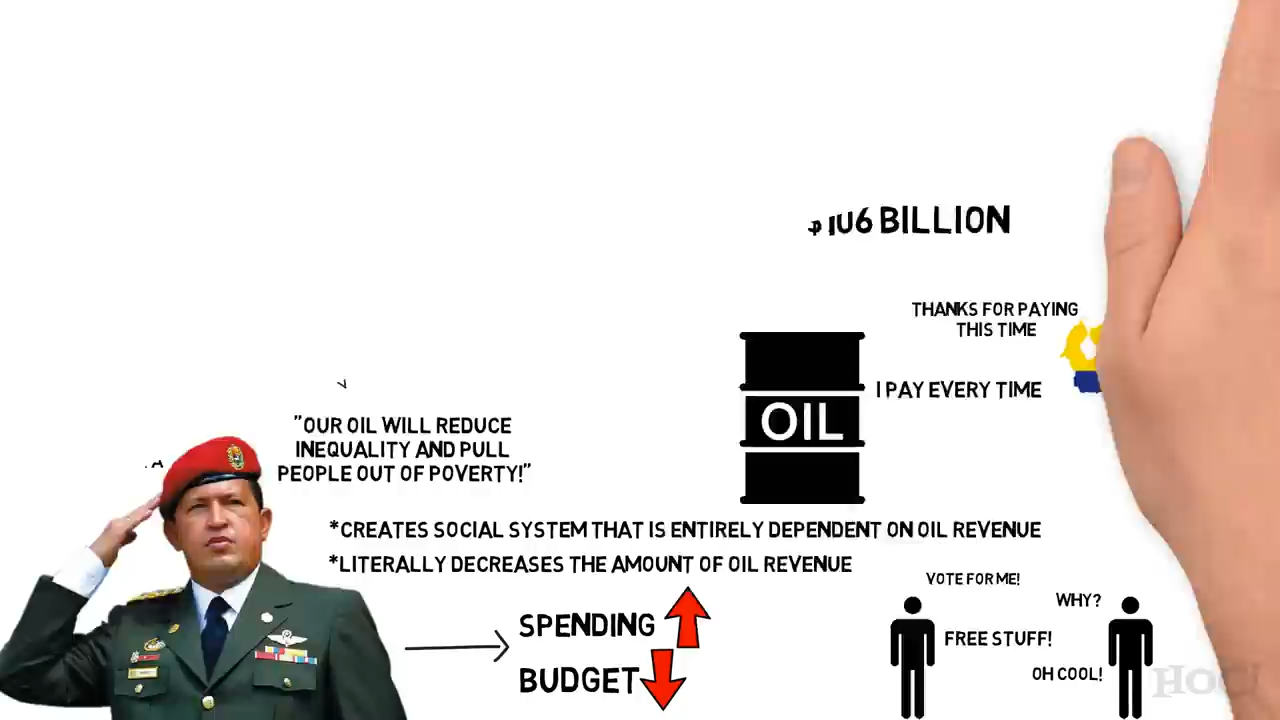 $106 BILLION
THANKS FOR PAYING
THIS TIME
I PAY EVERY TIME
"OUR OIL WILL REDUCE
INEQUALITY AND PULL
PEOPLE OUT OF POVERTY!"
OIL
*CREATES SOCIAL SYSTEM THAT IS ENTIRELY DEPENDENT ON OIL REVENUE
*LITERALLY DECREASES THE AMOUNT OF OIL REVENUE
SPENDING
BUDGET
VOTE FOR ME!
WHY?
FREE STUFF!
OH COOL!